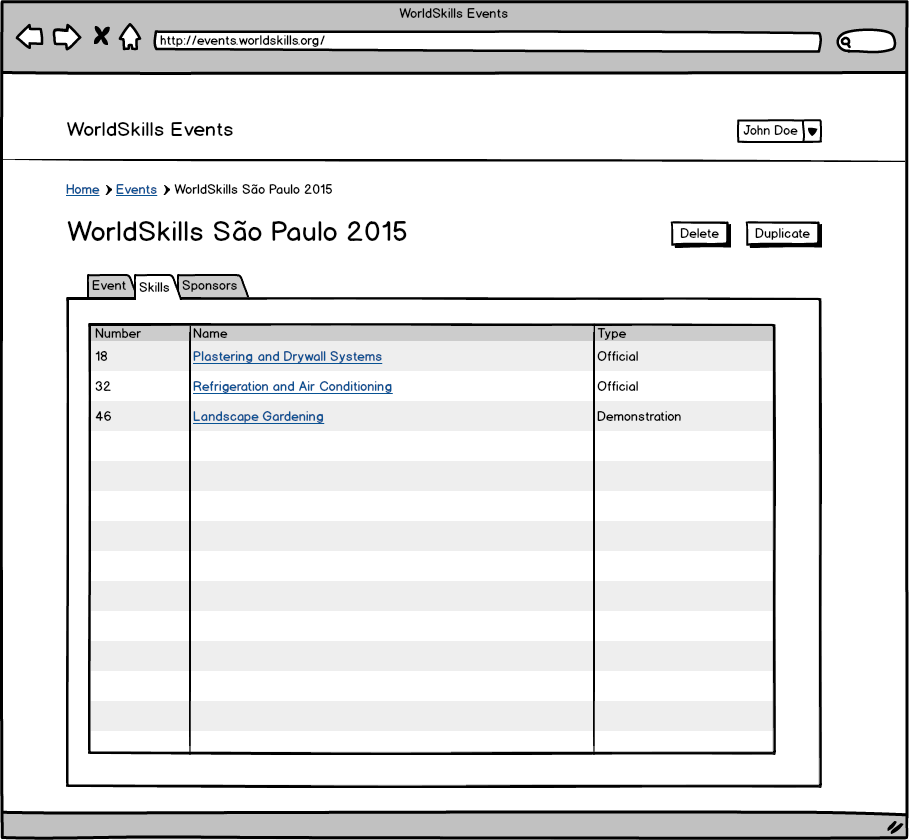 WorldSkills Events
http://events.worldskills.org/
WorldSkills Events
John Doe
Home Events WorldSkills São Paulo 2015
WorldSkills São Paulo 2015
Delete Duplicate
Event Skills Sponsors
Number Name Type
18 Plastering and Drywall Systems Official
32 Refrigeration and Air Conditioning Official
46 Landscape Gardening Demonstration